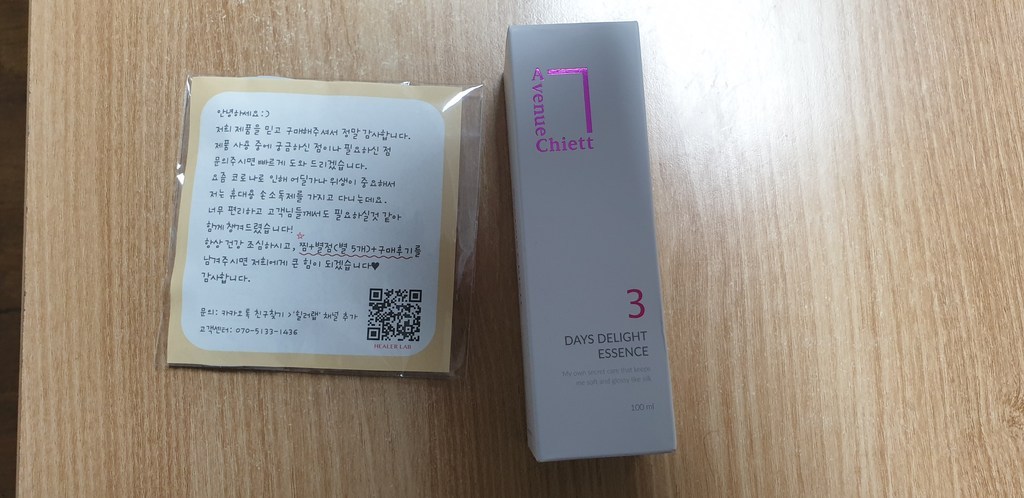 안녕하세요:)
저희 제품을 믿고 구매해주셔서 정말 감사합니다.
제품 사용 중에 궁금하신 점이나 필요하신 점
문의주시면 빠르게 도와 드리겠습니다.
요즘 코로나로 인해 어딜가나 위생이 중요해서
저는 휴대용 손소독제를 가지고 다니는데요.
너무 편리하고 고객님들께서도 필요하실것 같아
함께 챙겨드렸습니다!
항상 건강 조심하시고, 찜+별점(별 5개)+구매후기를
남겨주시면 저희에게 큰 힘이 되겠습니다♥
감사합니다.
문의: 카카오톡 친구찾기 >'힐러랩' 채널 추가
고객센터: 070-5133-1436
HEALER LAB
Avenue
Chiett
3
DAYS DELIGHT
ESSENCE
100 ml